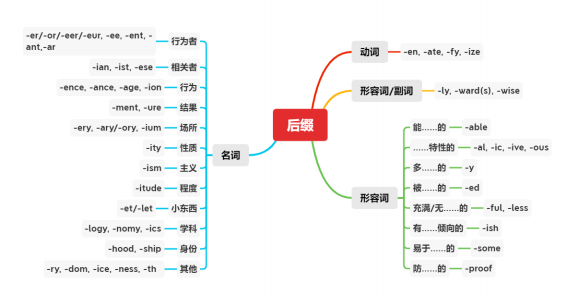 后缀
动词
-en, -ate, -fy, -ize
形容词/副词
-ly, -ward(s), -wise
形容词
能……的
-able
……特性的
-al, -ic, -ive, -ous
多……的
-y
被……的
-ed
充满/无……的
-ful, -less
有……倾向的
-ish
易于……的
-some
防……的
-proof
名词
行为者
-er/-or/-eer/-eur, -ee, -ent, -
ant,-ar
相关者
-ian, -ist, -ese
行为
-ence, -ance, -age, -ion
结果
-ment, -ure
场所
-ery, -ary/-ory, -ium
性质
-ity
主义
-ism
程度
-itude
小东西
-et/-let
学科
-logy, -nomy, -ics
身份
-hood, -ship
其他
-ry, -dom, -ice, -ness, -th